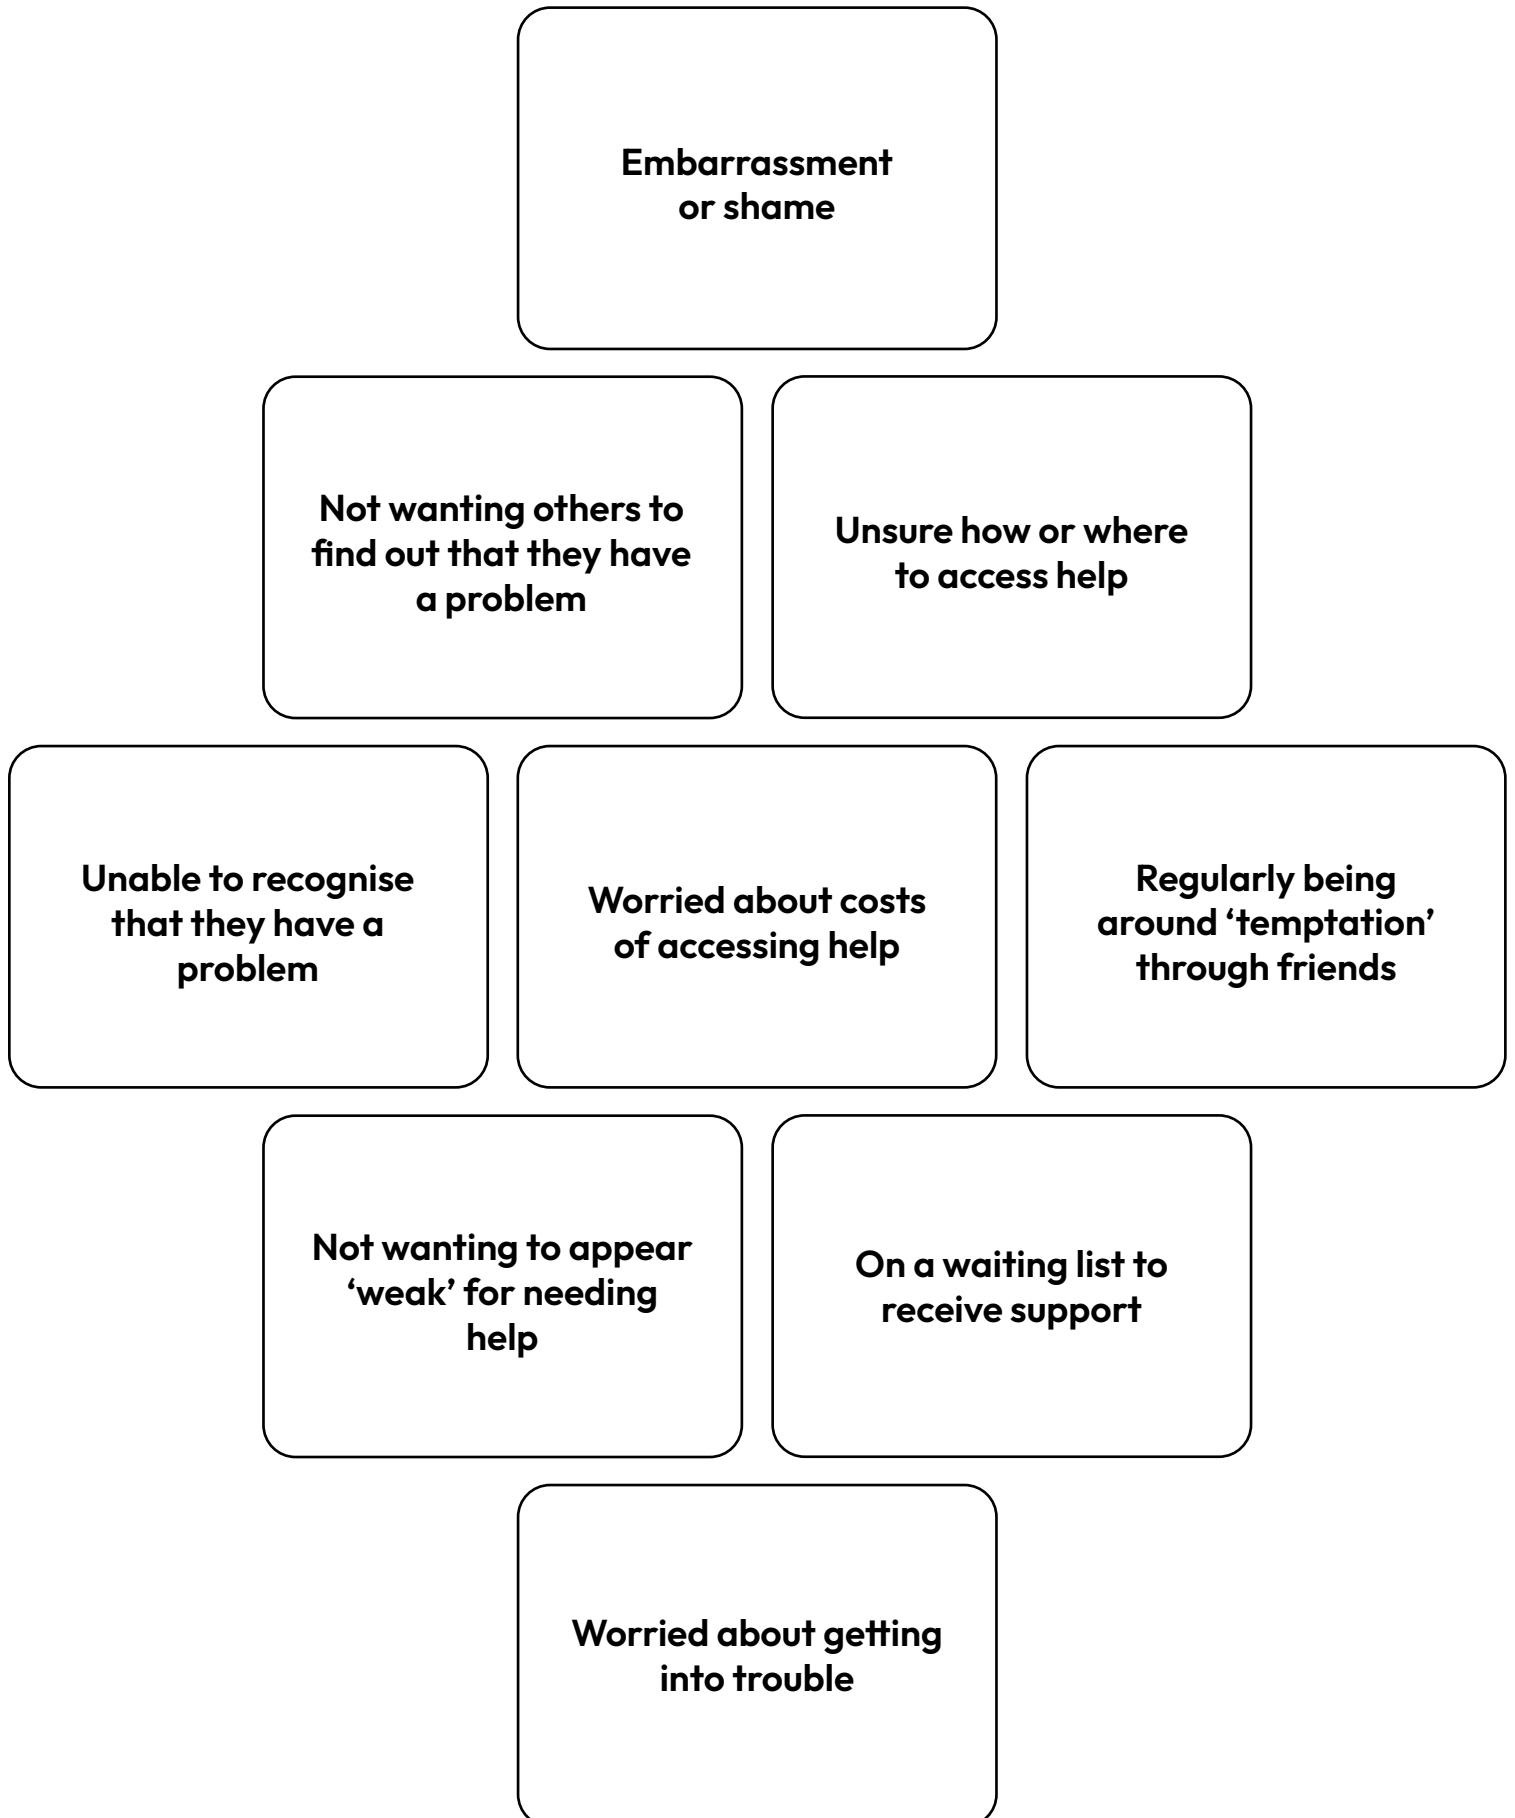 Embarrassment
or shame
Not wanting others to
find out that they have
a problem
Unsure how or where
to access help
Unable to recognise
that they have a
problem
Worried about costs
of accessing help
Regularly being
around ‘temptation’
through friends
Not wanting to appear
‘weak’ for needing
help
On a waiting list to
receive support
Worried about getting
into trouble